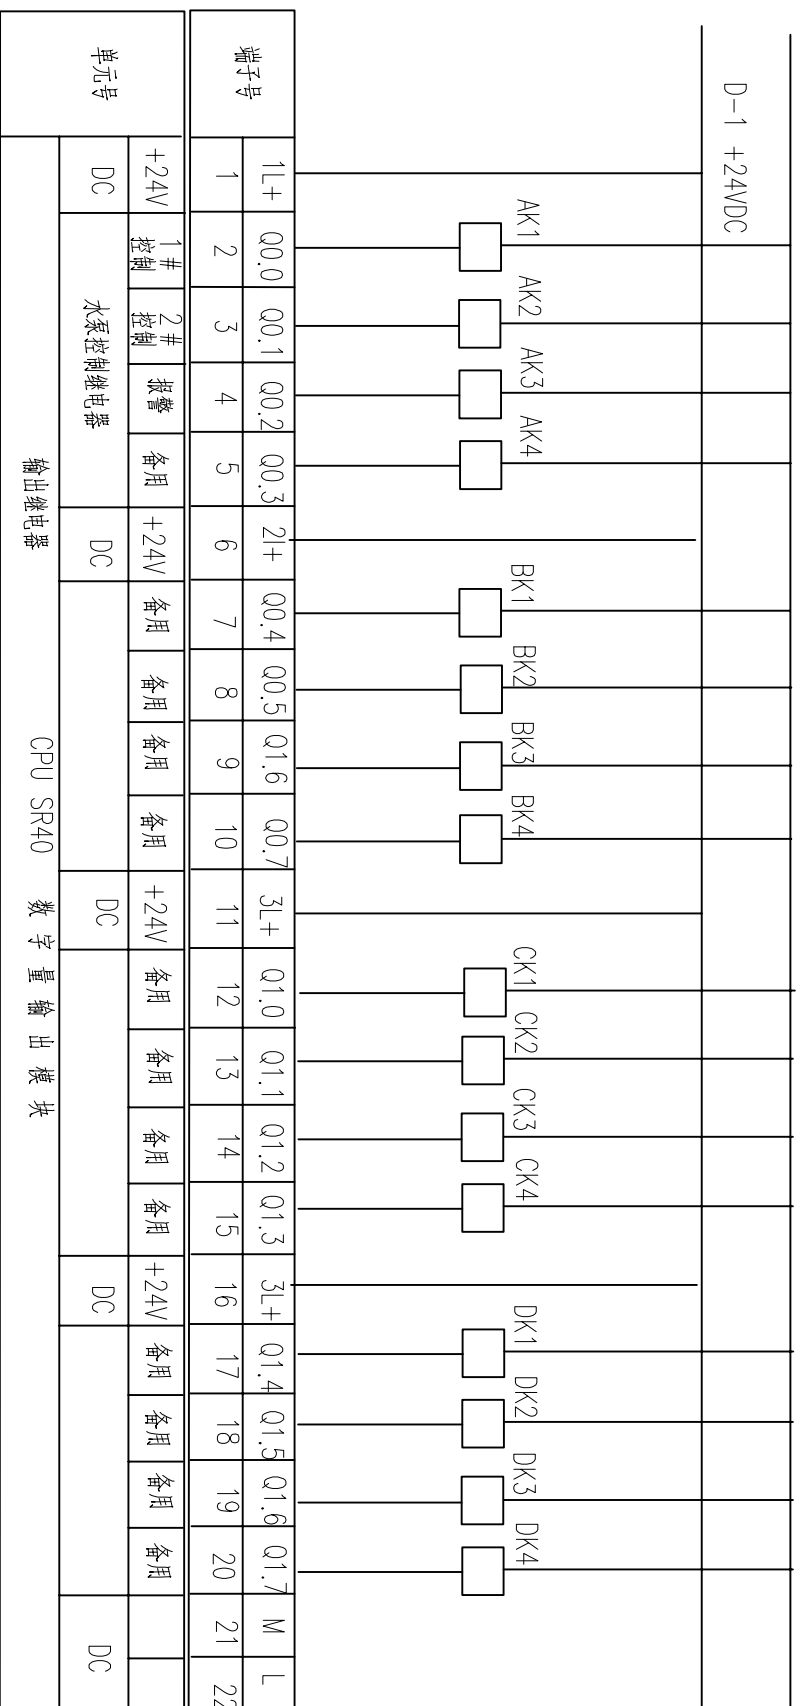 单元号
端子号
D-1 +24VDC
DC
+24V
1
1L+
1#
控制
2
Q0.0
AK1
2#
控制
3
Q0.1
AK2
水泵控制继电器
报警
4
Q0.2
AK3
备用
5
Q0.3
AK4
输出继电器
DC
+24V
6
2I+
备用
7
Q0.4
BK1
备用
8
Q0.5
BK2
备用
9
Q1.6
BK3
备用
10
Q0.7
BK4
CPU SR40 数字量输出模块
DC
+24V
11
3L+
备用
12
Q1.0
CK1
备用
13
Q1.1
CK2
备用
14
Q1.2
CK3
备用
15
Q1.3
CK4
DC
+24V
16
3L+
备用
17
Q1.4
DK1
备用
18
Q1.5
DK2
备用
19
Q1.6
DK3
备用
20
Q1.7
DK4
DC
21
M
22
L